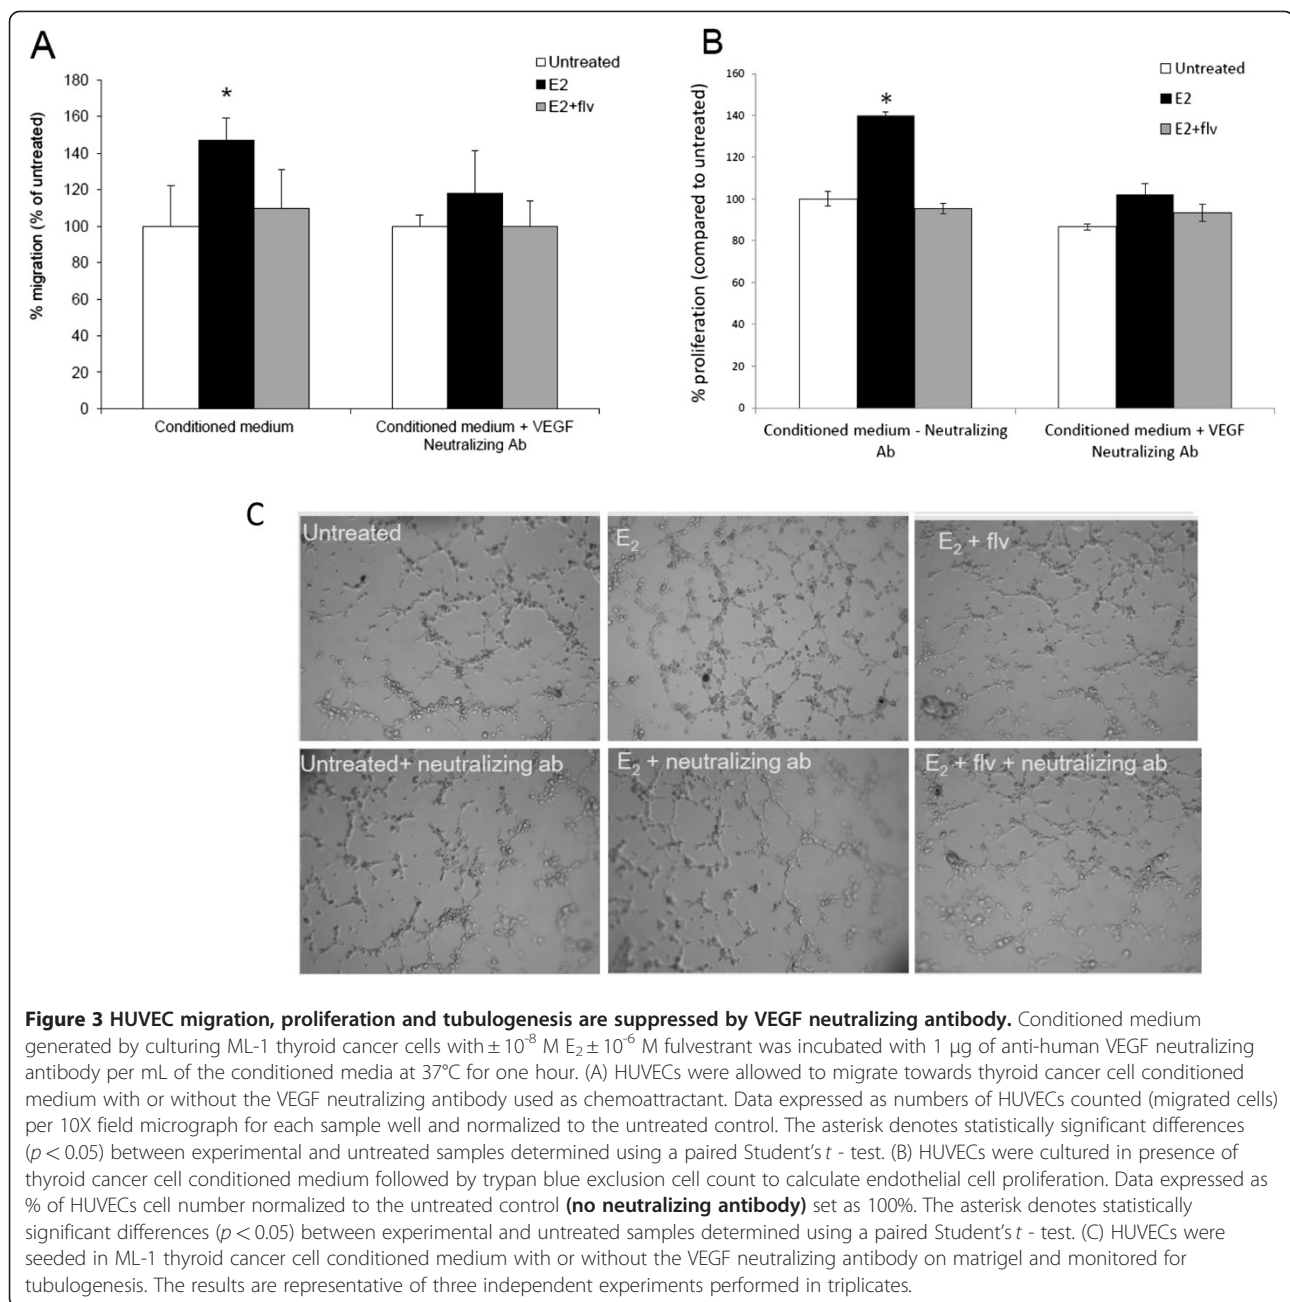 A
Untreated
E2
E2+flv
*
180
160
140
120
100
80
60
40
20
0
% migration (% of untreated)
Conditioned medium
Conditioned medium + VEGF
Neutralizing Ab
B
Untreated
E2
E2+flv
*
160
140
120
100
80
60
40
20
0
% proliferation (compared to untreated)
Conditioned medium - Neutralizing
Ab
Conditioned medium + VEGF
Neutralizing Ab
C
Untreated
E₂
E₂ + flv
Untreated+ neutralizing ab
E₂ + neutralizing ab
E₂ + flv + neutralizing ab
Figure 3 HUVEC migration, proliferation and tubulogenesis are suppressed by VEGF neutralizing antibody. Conditioned medium
generated by culturing ML-1 thyroid cancer cells with ± 10⁻⁸ M E₂ ± 10⁻⁶ M fulvestrant was incubated with 1 μg of anti-human VEGF neutralizing
antibody per mL of the conditioned media at 37°C for one hour. (A) HUVECs were allowed to migrate towards thyroid cancer cell conditioned
medium with or without the VEGF neutralizing antibody used as chemoattractant. Data expressed as numbers of HUVECs counted (migrated cells)
per 10X field micrograph for each sample well and normalized to the untreated control. The asterisk denotes statistically significant differences
(p < 0.05) between experimental and untreated samples determined using a paired Student's t - test. (B) HUVECs were cultured in presence of
thyroid cancer cell conditioned medium followed by trypan blue exclusion cell count to calculate endothelial cell proliferation. Data expressed as
% of HUVECs cell number normalized to the untreated control (no neutralizing antibody) set as 100%. The asterisk denotes statistically
significant differences (p < 0.05) between experimental and untreated samples determined using a paired Student's t - test. (C) HUVECs were
seeded in ML-1 thyroid cancer cell conditioned medium with or without the VEGF neutralizing antibody on matrigel and monitored for
tubulogenesis. The results are representative of three independent experiments performed in triplicates.